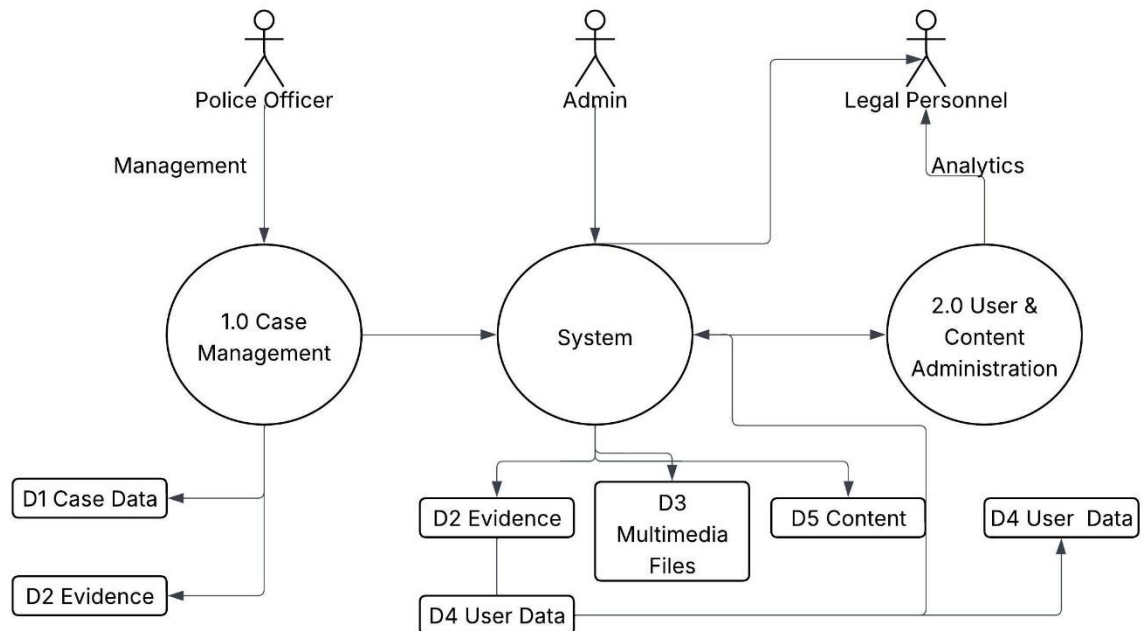 Police Officer
Admin
Legal Personnel
Management
Analytics
1.0 Case
Management
System
2.0 User &
Content
Administration
D1 Case Data
D2 Evidence
D2 Evidence
D3
Multimedia
Files
D5 Content
D4 User Data
D4 User Data